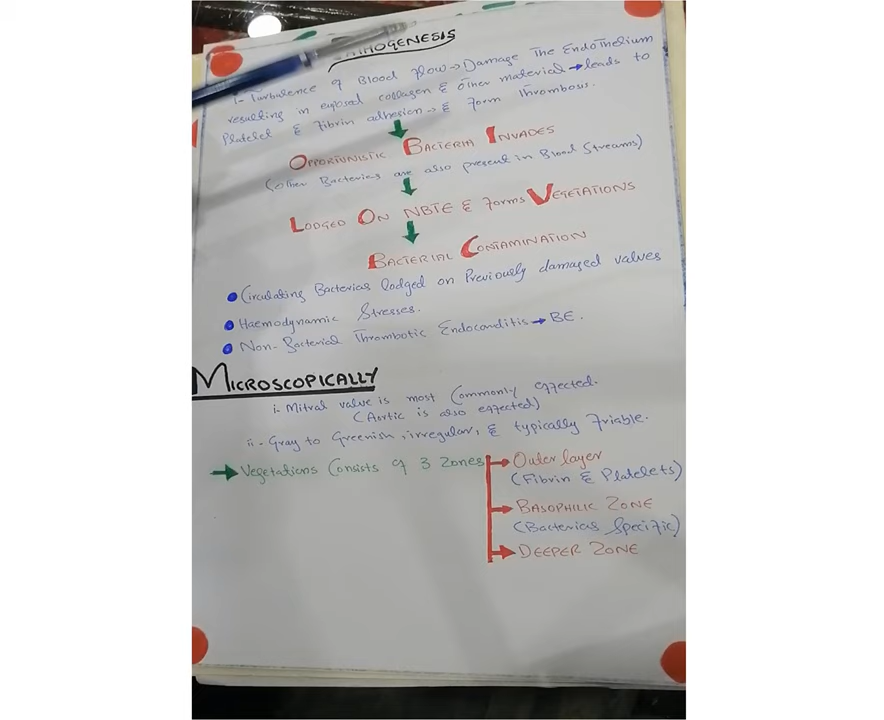 PATHOGENESIS
i- Turbulence of Blood flow → Damage The Endothelium
resulting in exposed collagen & other material → leads to
Platelet & Fibrin adhesion → & form Thrombosis.
OPPORTUNISTIC BACTERIA INVADES
(other Bacterias are also present in Blood Streams)
LODGED ON NBTE & forms VEGETATIONS
BACTERIAL CONTAMINATION
• Circulating Bacterias lodged on Previously damaged valves
• Haemodynamic Stresses.
• Non-Bacterial Thrombotic Endoconditis → BE.
MICROSCOPICALLY
i- Mitral valve is most Commonly effected.
(Aortic is also effected)
ii- Gray to Greenish, irregular, & typically friable.
→ Vegetations Consists of 3 Zones
→ Outer layer
(Fibrin & Platelets)
→ BASOPHILIC ZONE
(Bacterias Specific)
→ DEEPER ZONE